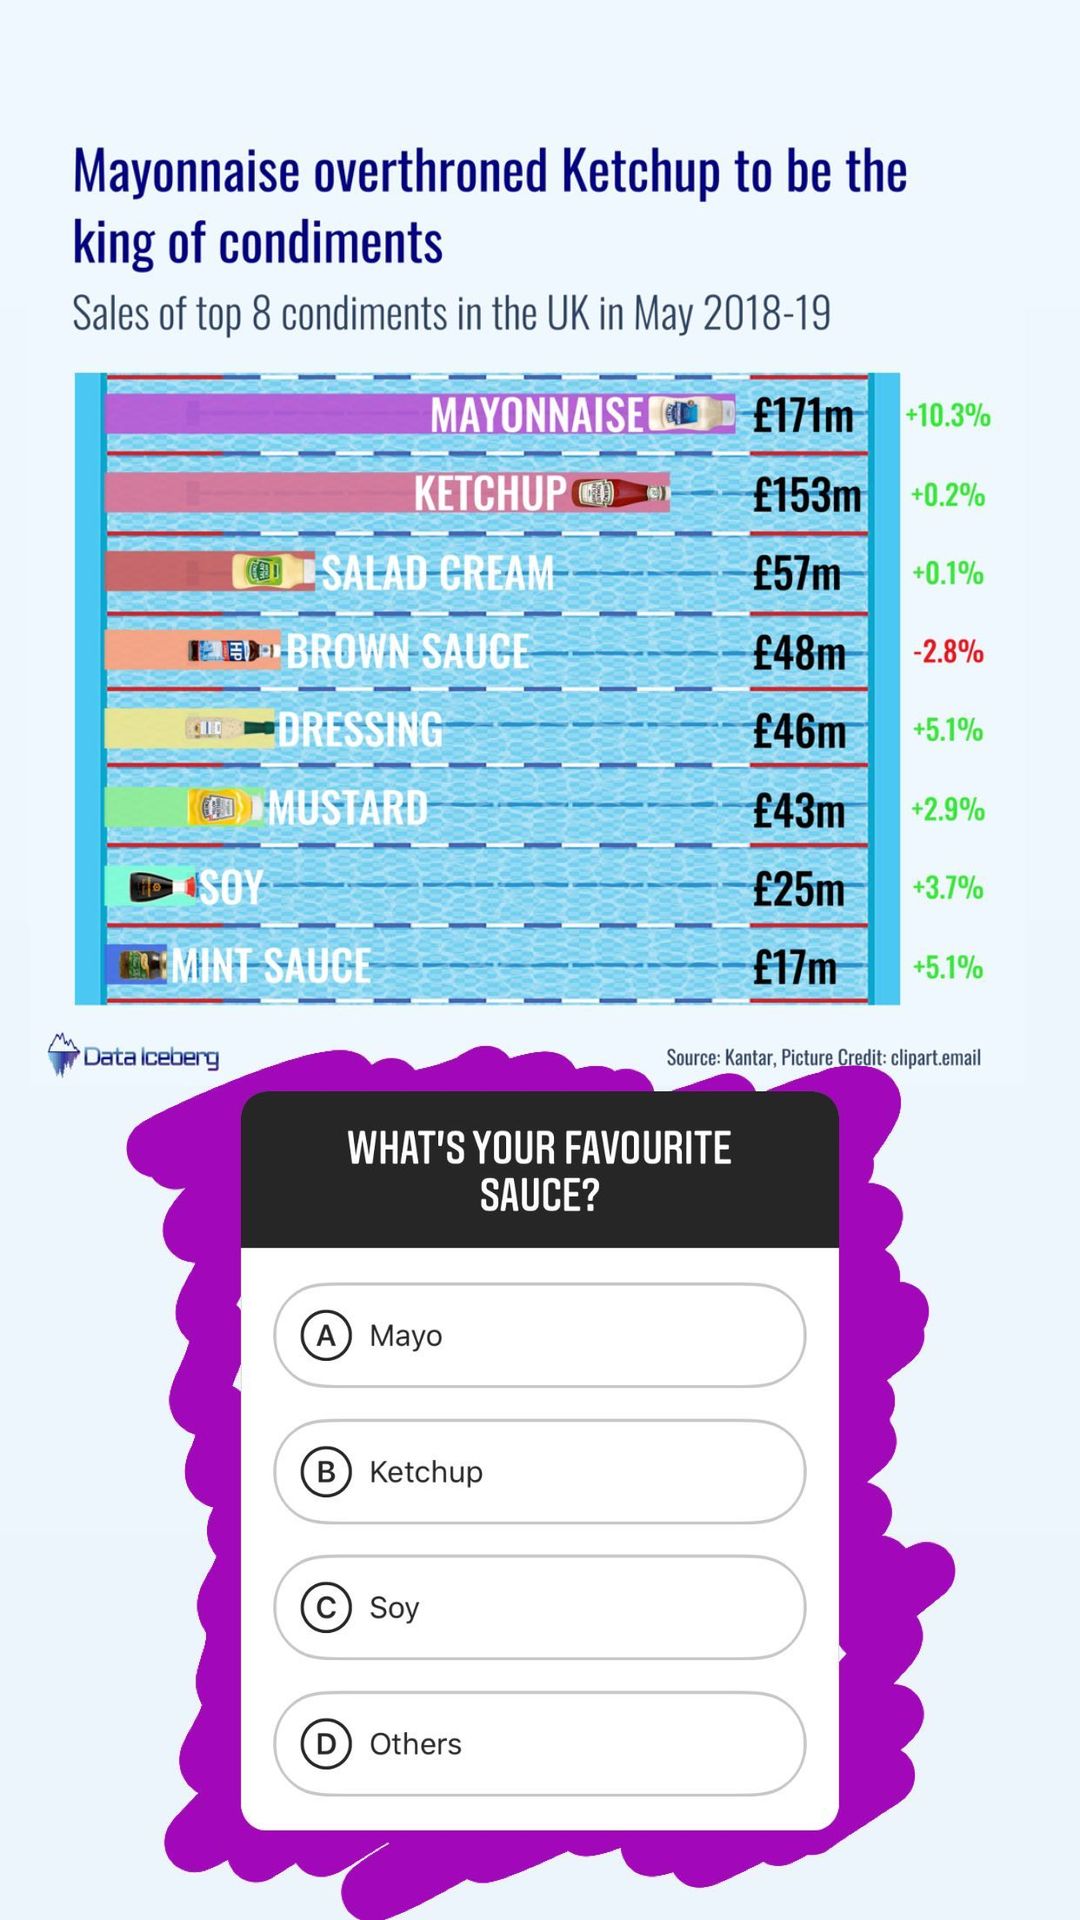 Mayonnaise overthroned Ketchup to be the
king of condiments
Sales of top 8 condiments in the UK in May 2018-19
MAYONNAISE £171m +10.3%
KETCHUP £153m +0.2%
SALAD CREAM £57m +0.1%
BROWN SAUCE £48m -2.8%
DRESSING £46m +5.1%
MUSTARD £43m +2.9%
SOY £25m +3.7%
MINT SAUCE £17m +5.1%
Data Iceberg
Source: Kantar, Picture Credit: clipart.email
WHAT'S YOUR FAVOURITE
SAUCE?
A Mayo
B Ketchup
C Soy
D Others